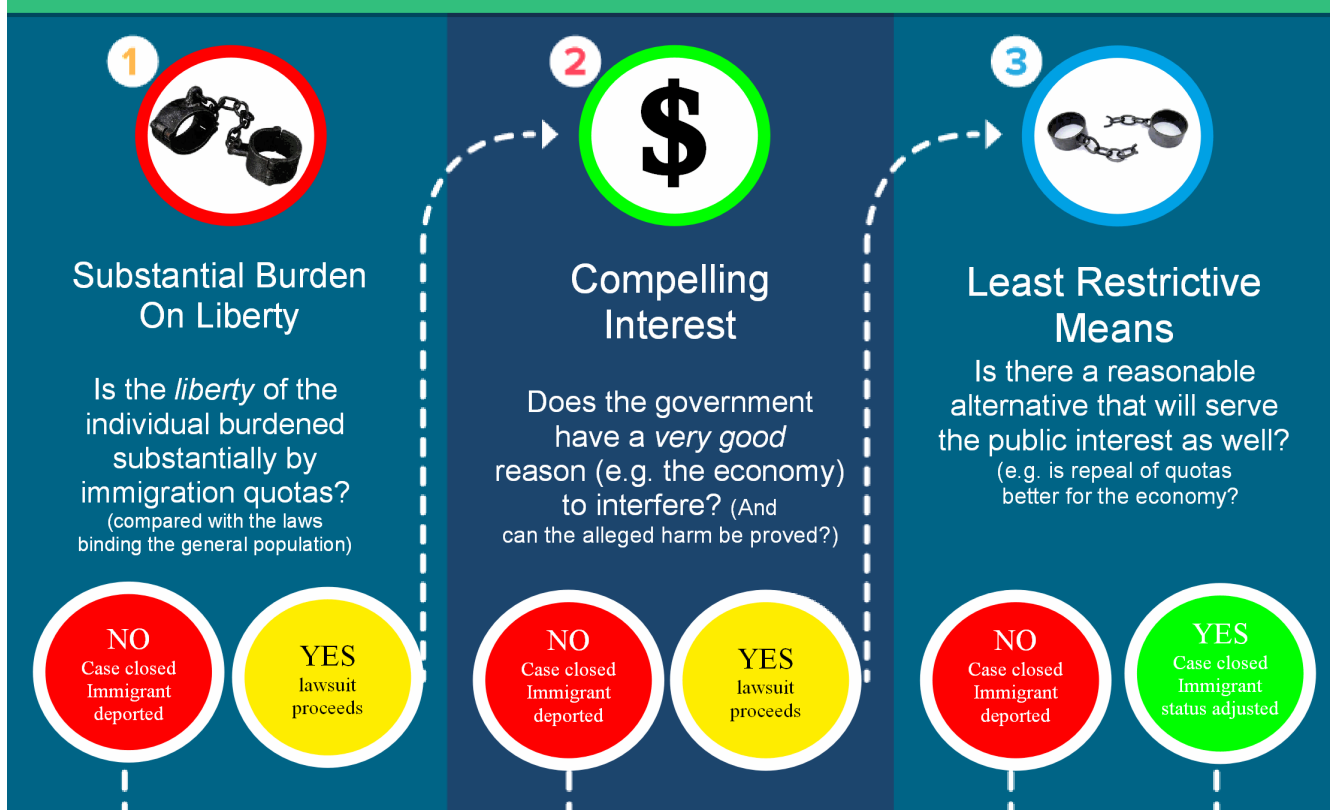 1
Substantial Burden
On Liberty
Is the liberty of the
individual burdened
substantially by
immigration quotas?
(compared with the laws
binding the general population)
NO
Case closed
Immigrant
deported
YES
lawsuit
proceeds
2
$
Compelling
Interest
Does the government
have a very good
reason (e.g. the economy)
to interfere? (And
can the alleged harm be proved?)
NO
Case closed
Immigrant
deported
YES
lawsuit
proceeds
3
Least Restrictive
Means
Is there a reasonable
alternative that will serve
the public interest as well?
(e.g. is repeal of quotas
better for the economy?
NO
Case closed
Immigrant
deported
YES
Case closed
Immigrant
status adjusted